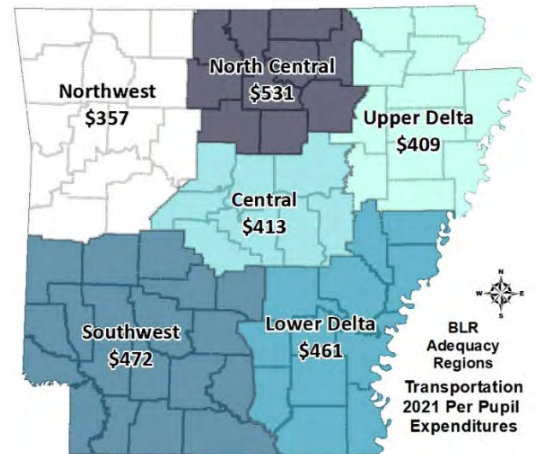 North Central
$531
Northwest
$357
Upper Delta
$409
Central
$413
Southwest
$472
Lower Delta
$461
N
W E
S
BLR
Adequacy
Regions
Transportation
2021 Per Pupil
Expenditures